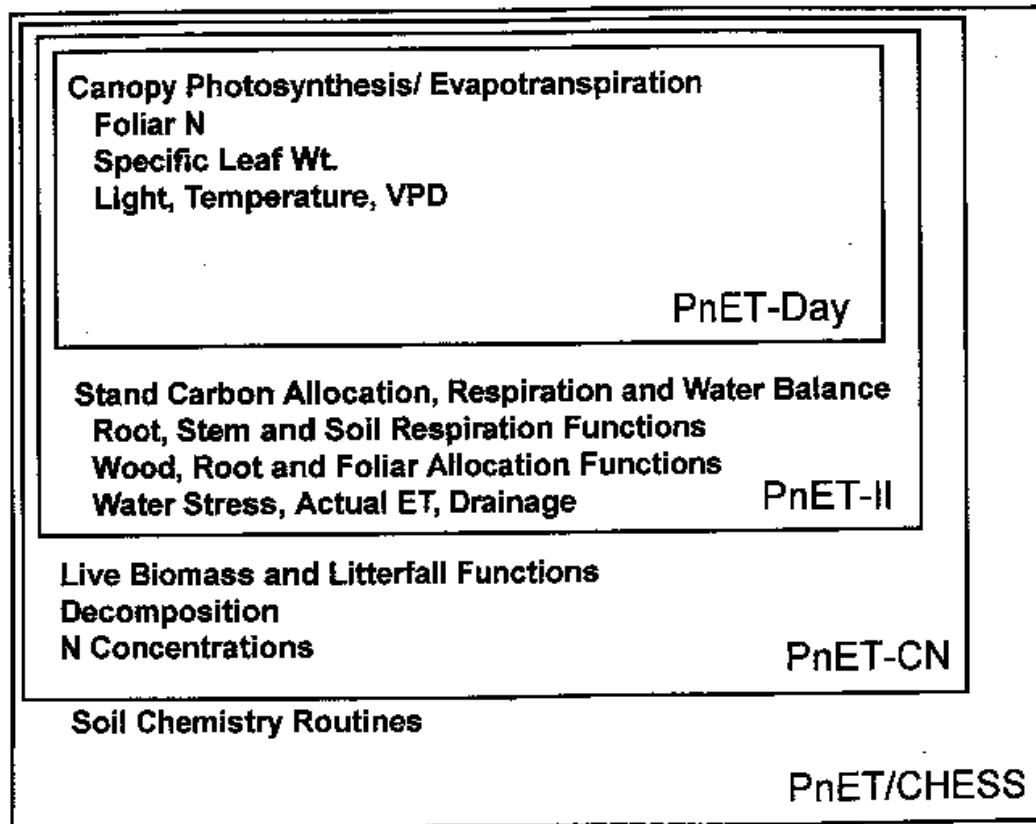 Canopy Photosynthesis/ Evapotranspiration
Foliar N
Specific Leaf Wt.
Light, Temperature, VPD
PnET-Day
Stand Carbon Allocation, Respiration and Water Balance
Root, Stem and Soil Respiration Functions
Wood, Root and Foliar Allocation Functions
Water Stress, Actual ET, Drainage
PnET-II
Live Biomass and Litterfall Functions
Decomposition
N Concentrations
PnET-CN
Soil Chemistry Routines
PnET/CHESS